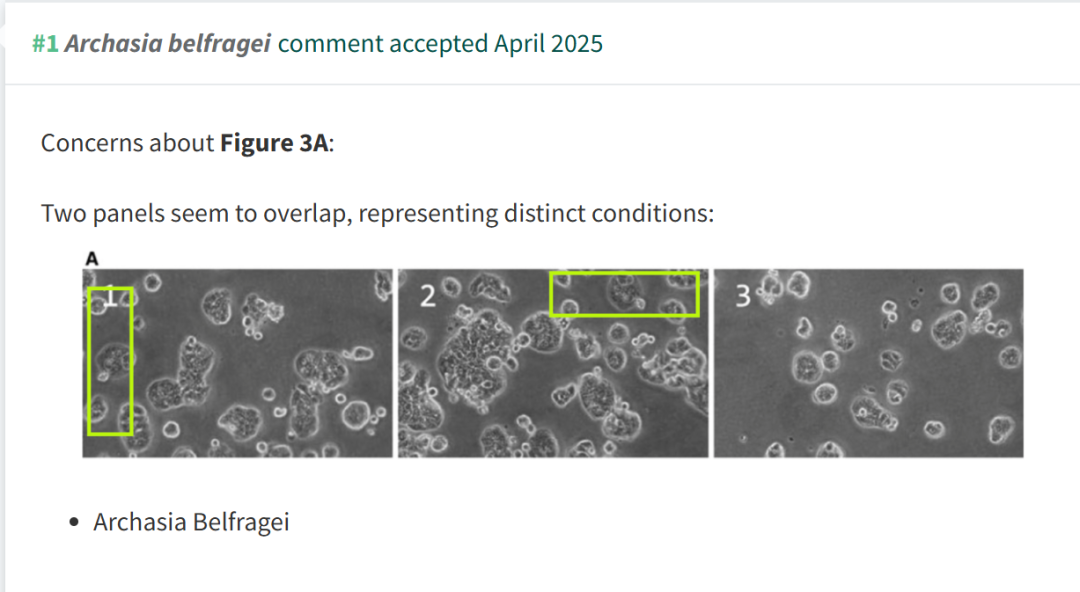 #1 Archasia belfragei comment accepted April 2025
Concerns about Figure 3A:
Two panels seem to overlap, representing distinct conditions:
A
1 2 3
• Archasia Belfragei